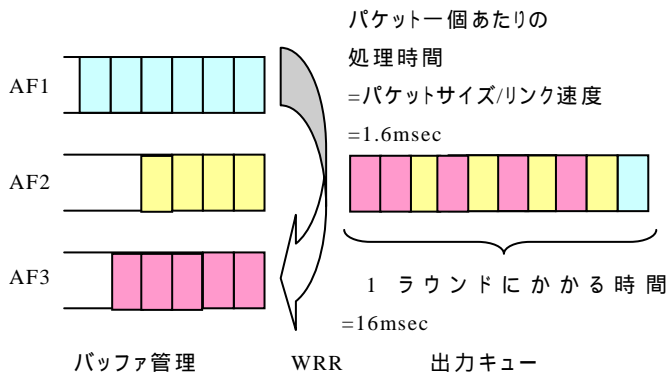 パケット一個あたりの
処理時間
=パケットサイズ/リンク速度
=1.6msec
AF1
AF2
AF3
1 ラウンドにかかる時間
=16msec
バッファ管理
WRR
出力キュー